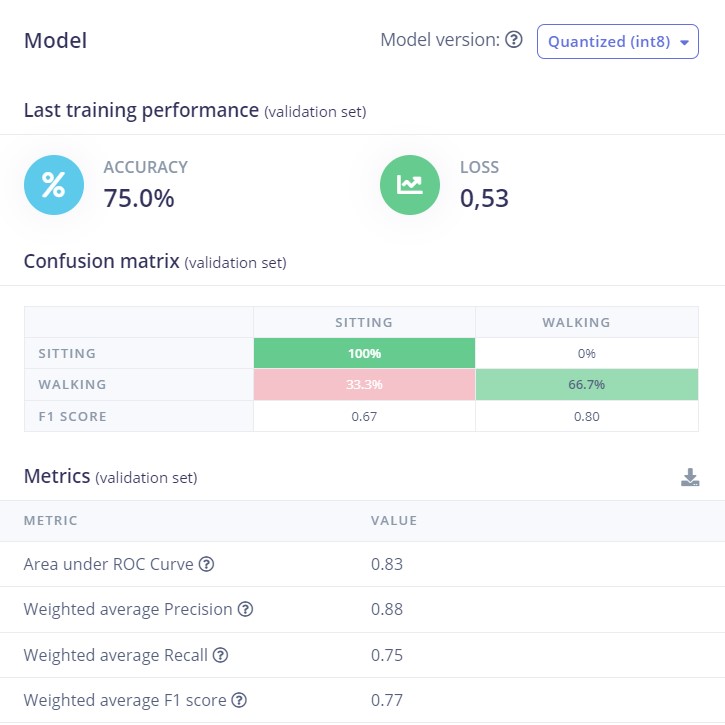 Model Model version: Quantized (int8)
Last training performance (validation set)
ACCURACY LOSS
75.0% 0,53
Confusion matrix (validation set)
SITTING WALKING
SITTING 100% 0%
WALKING 33.3% 66.7%
F1 SCORE 0.67 0.80
Metrics (validation set)
METRIC VALUE
Area under ROC Curve 0.83
Weighted average Precision 0.88
Weighted average Recall 0.75
Weighted average F1 score 0.77